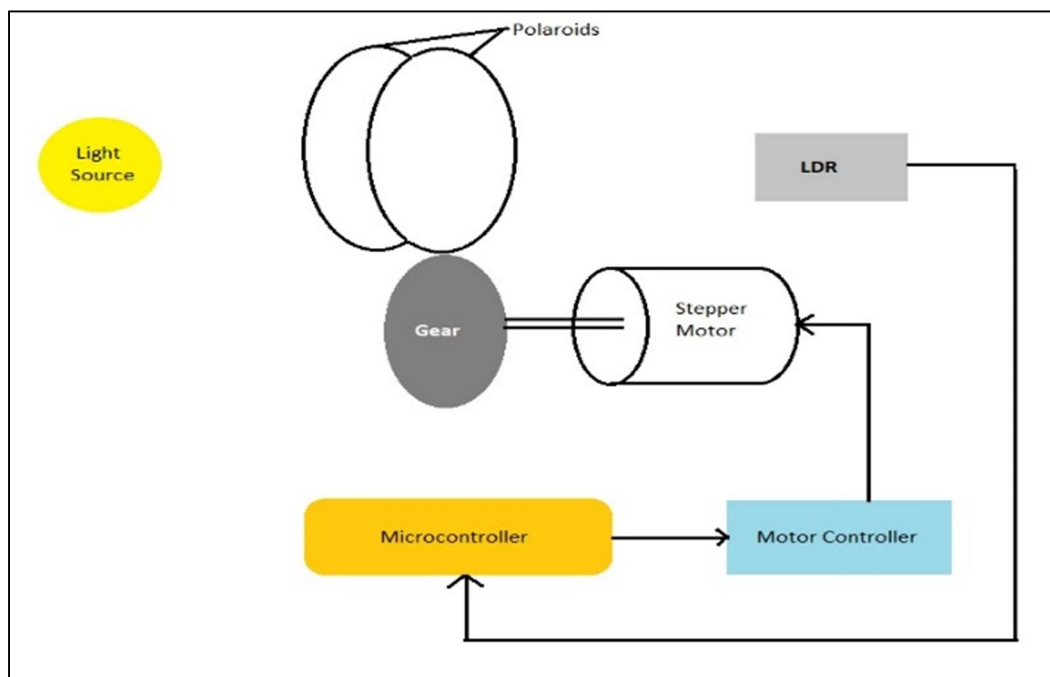 Polaroids
Light
Source
LDR
Stepper
Motor
Gear
Microcontroller
Motor Controller